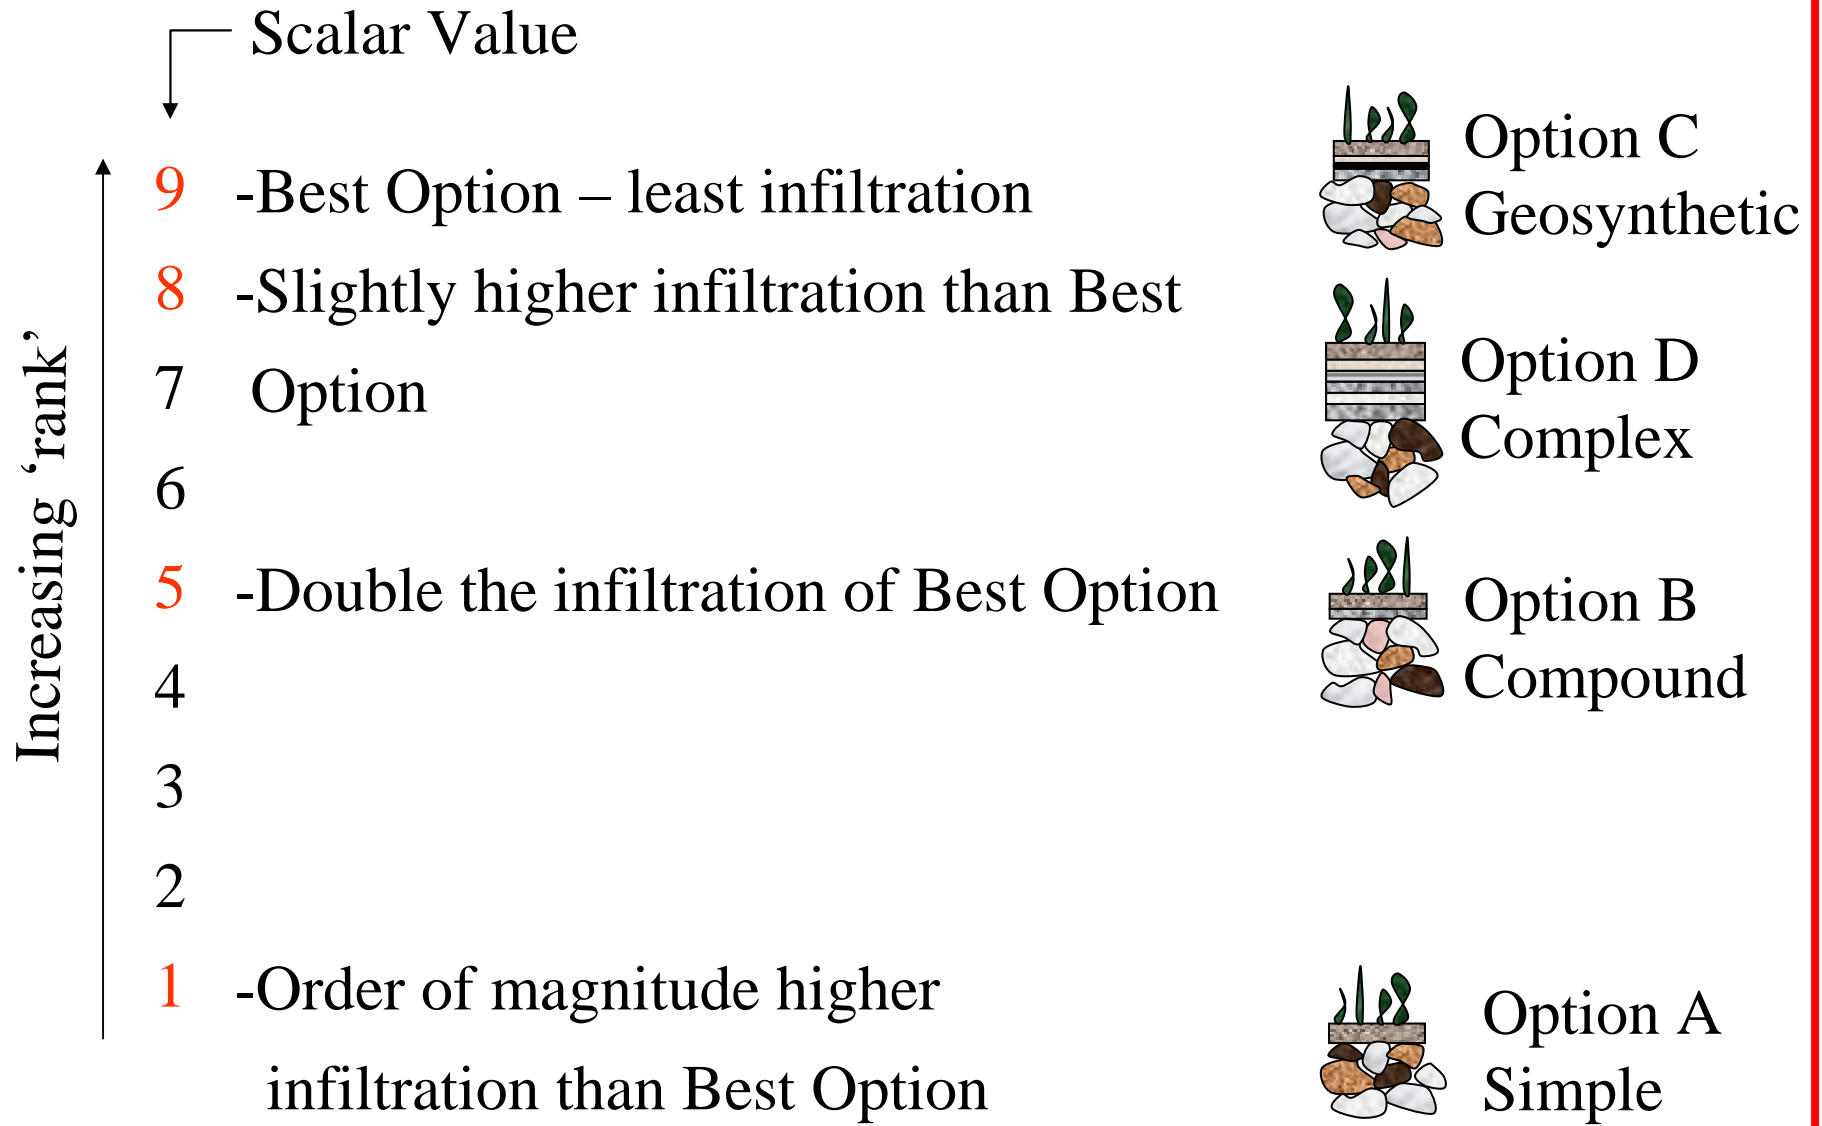 Scalar Value
Increasing ‘rank’
9 -Best Option – least infiltration
Option C
Geosynthetic
8 -Slightly higher infiltration than Best
7 Option
Option D
Complex
6
5 -Double the infiltration of Best Option
Option B
Compound
4
3
2
1 -Order of magnitude higher
infiltration than Best Option
Option A
Simple